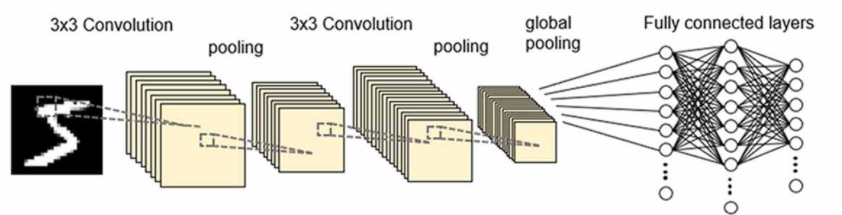 3x3 Convolution
pooling
3x3 Convolution
pooling
global
pooling
Fully connected layers